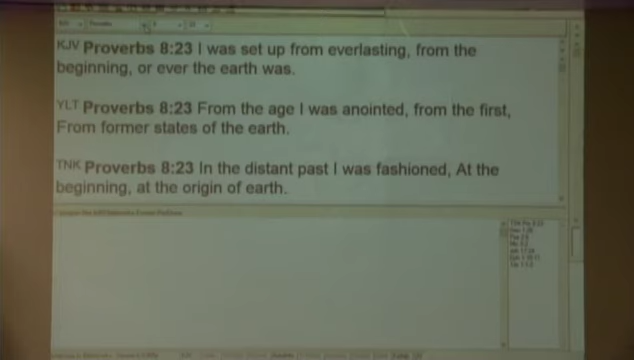 KJV Proverbs 8:23 I was set up from everlasting, from the
beginning, or ever the earth was.
YLT Proverbs 8:23 From the age I was anointed, from the first,
From former states of the earth.
TNK Proverbs 8:23 In the distant past I was fashioned, At the
beginning, at the origin of earth.